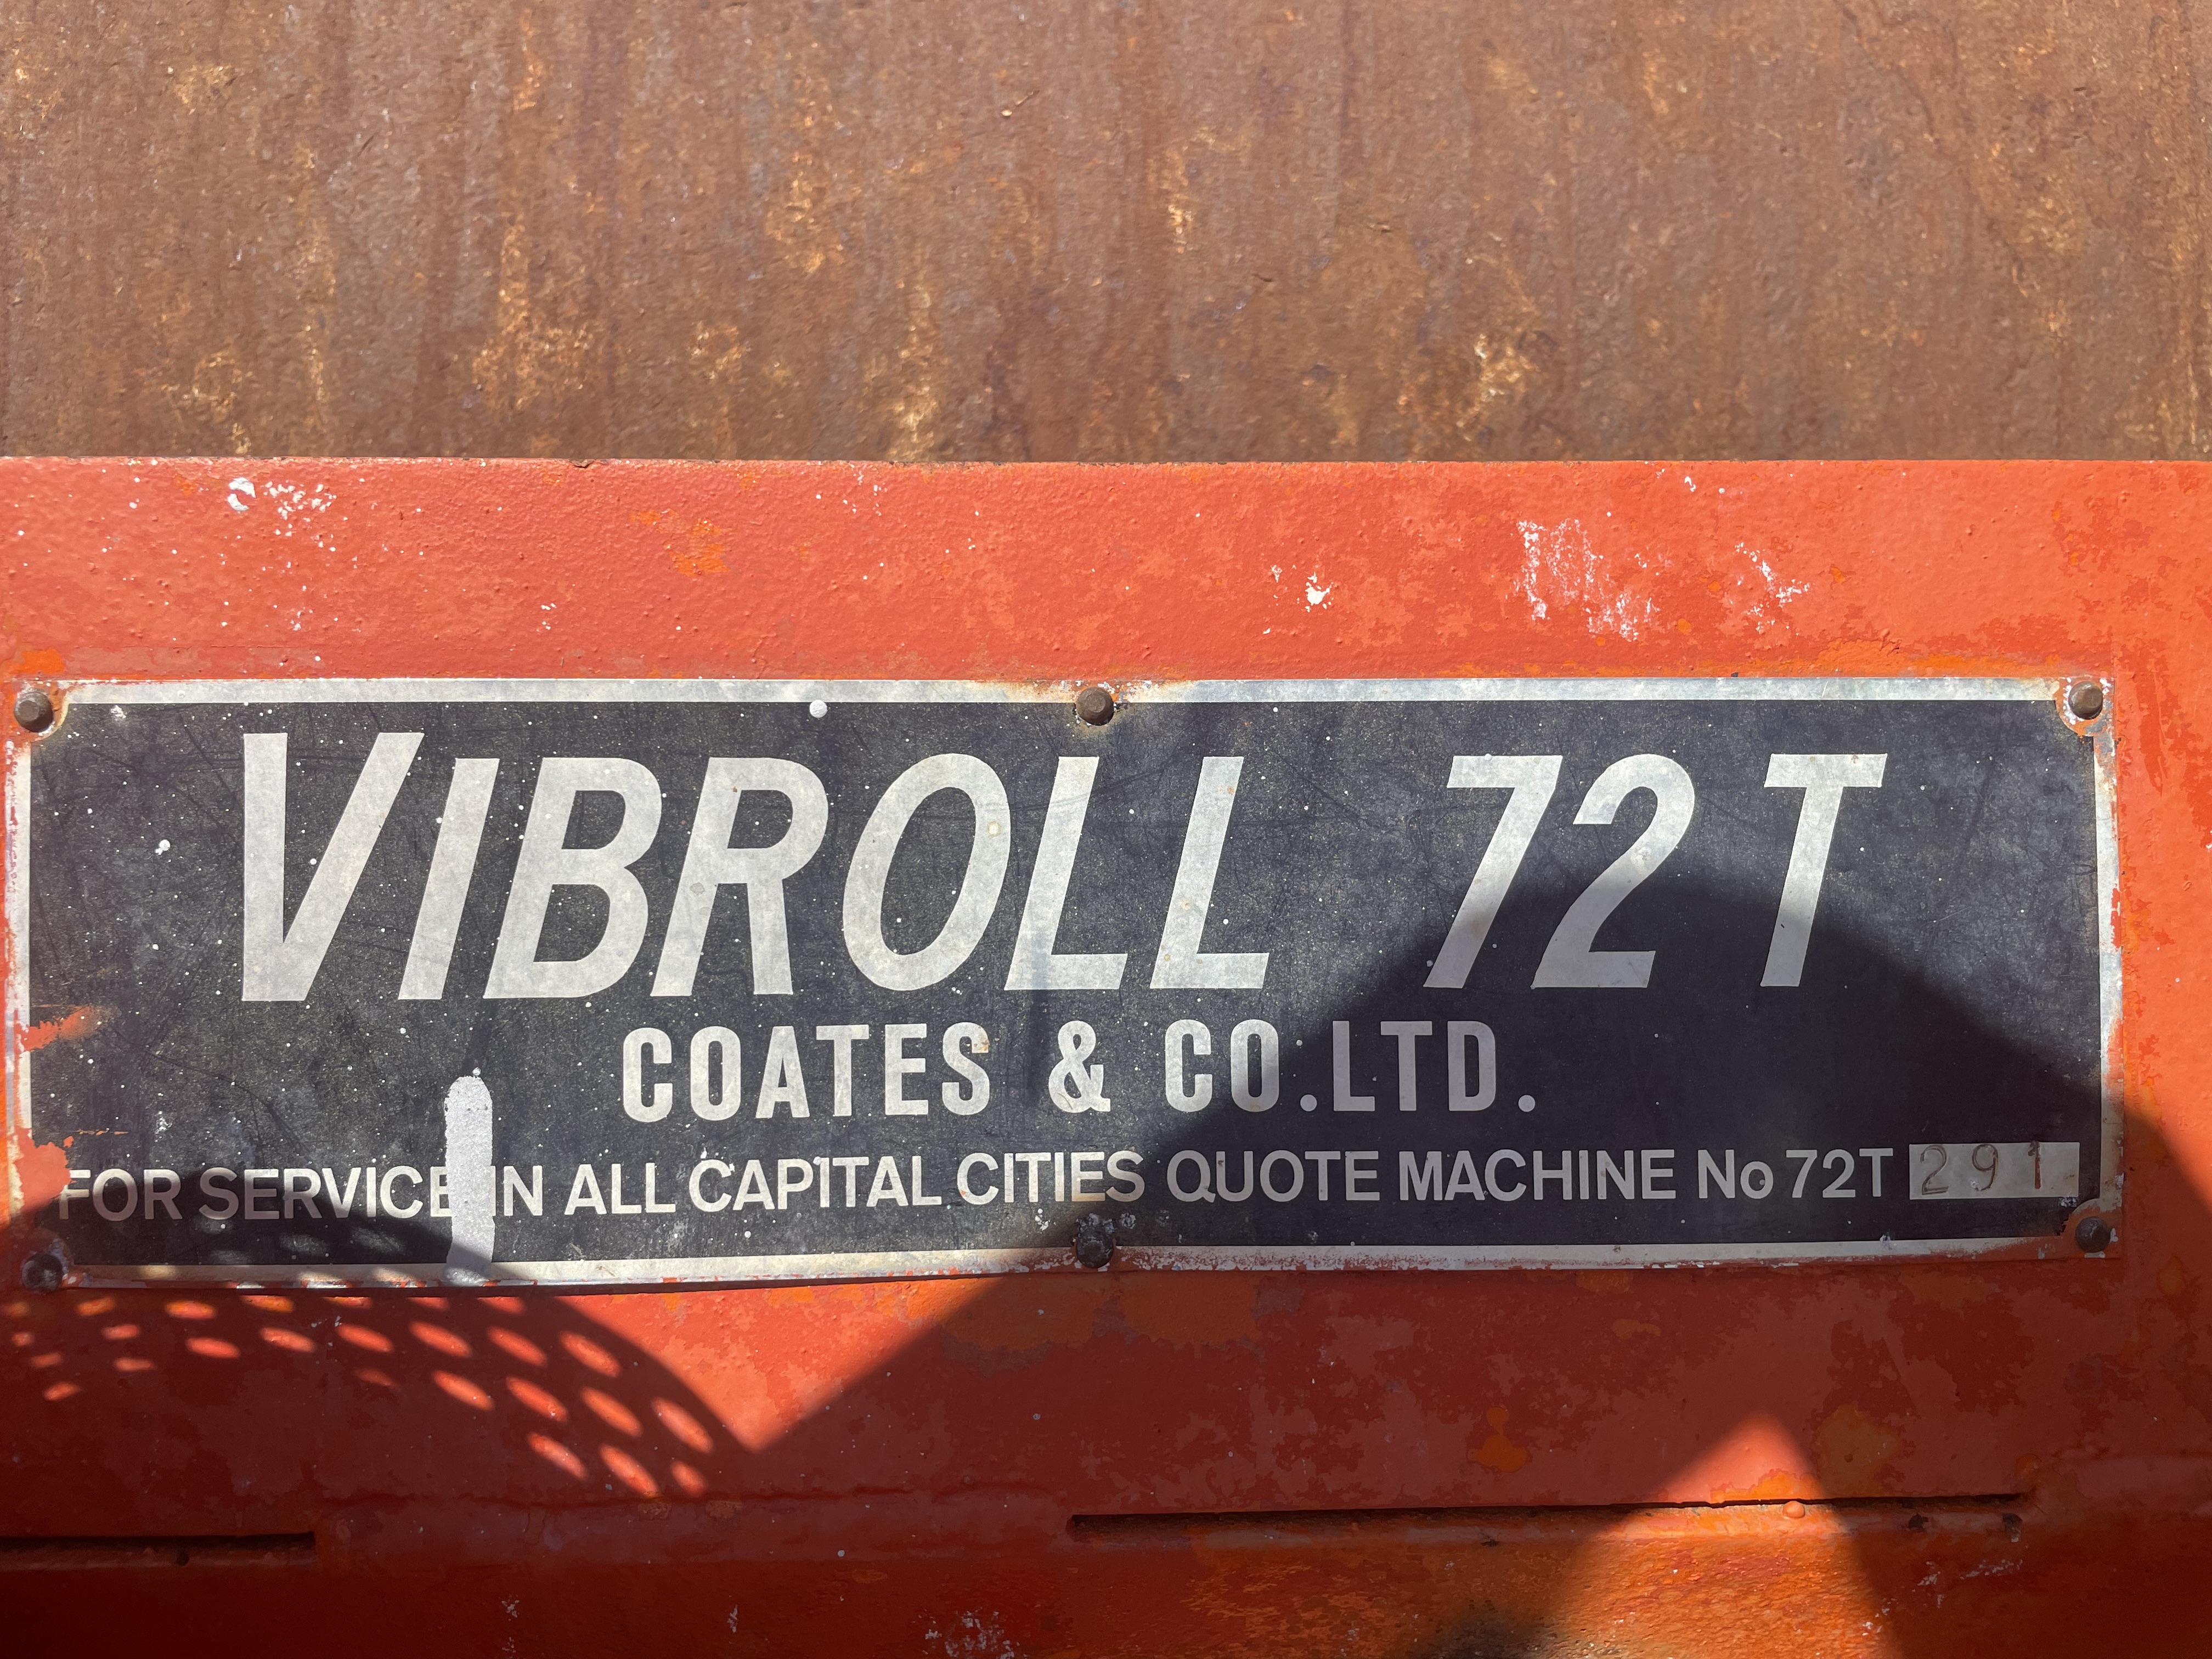 VIBROLL 72T
COATES & CO.LTD.
FOR SERVICE IN ALL CAPITAL CITIES QUOTE MACHINE No 72T 291